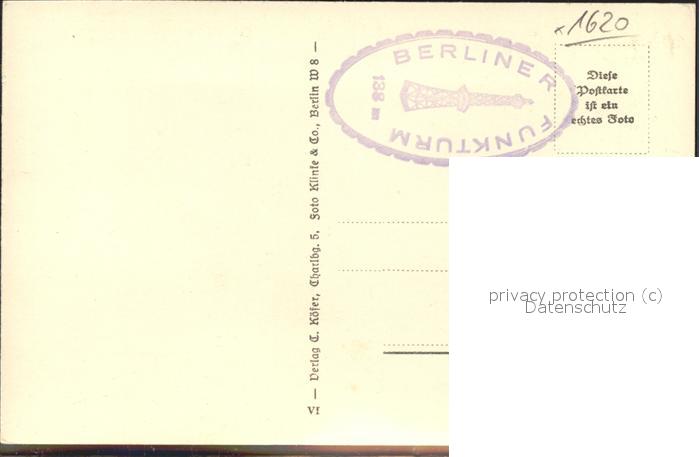 x1620
BERLINER FUNKTURM
138 m
Diese
Postkarte
ist ein
echtes Foto
— Verlag C. Köfer, Charlbg. 5, Foto Klinke & Co., Berlin W 8 —
VI
privacy protection (c)
Datenschutz